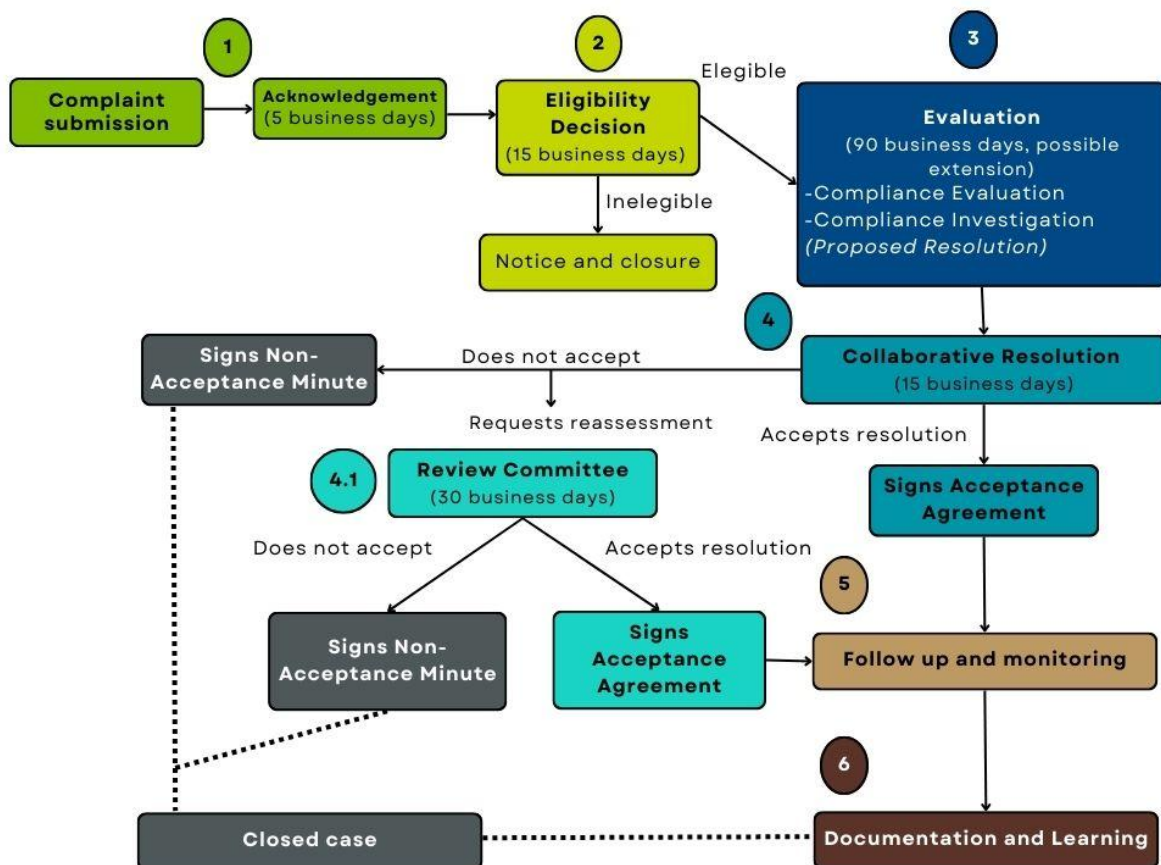 1
2
3
Complaint
submission
Acknowledgement
(5 business days)
Eligibility
Decision
(15 business days)
Elegible
Evaluation
(90 business days, possible
extension)
-Compliance Evaluation
-Compliance Investigation
(Proposed Resolution)
Inelegible
Notice and closure
4
Signs Non-
Acceptance Minute
Does not accept
Collaborative Resolution
(15 business days)
Requests reassessment
Accepts resolution
4.1
Review Committee
(30 business days)
Signs Acceptance
Agreement
Does not accept
Accepts resolution
5
Signs Non-
Acceptance Minute
Signs
Acceptance
Agreement
Follow up and monitoring
6
Closed case
Documentation and Learning